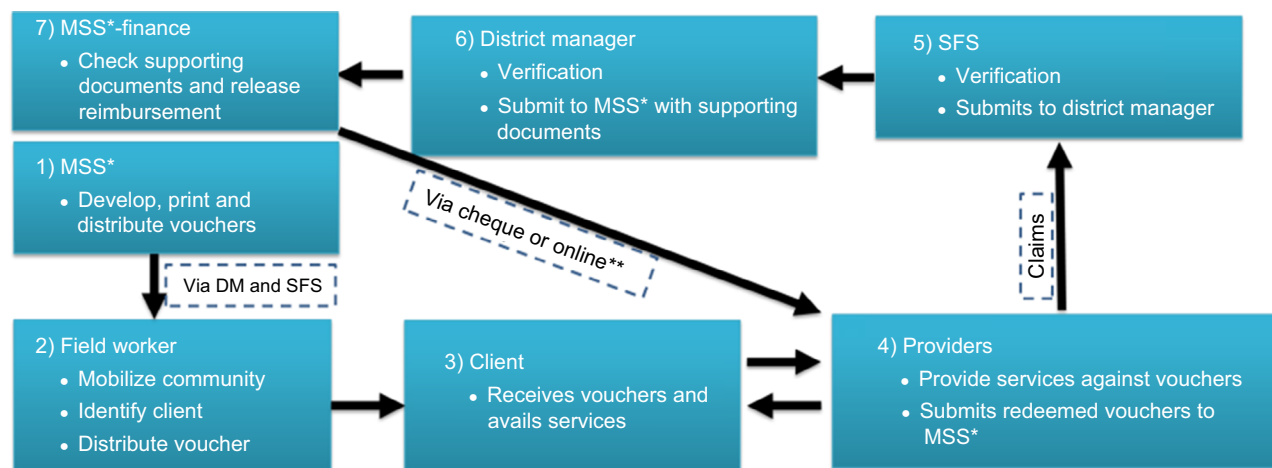 7) MSS*-finance
• Check supporting
documents and release
reimbursement
6) District manager
• Verification
• Submit to MSS* with supporting
documents
5) SFS
• Verification
• Submits to district manager
1) MSS*
• Develop, print and
distribute vouchers
Via cheque or online**
Claims
Via DM and SFS
2) Field worker
• Mobilize community
• Identify client
• Distribute voucher
3) Client
• Receives vouchers and
avails services
4) Providers
• Provide services against vouchers
• Submits redeemed vouchers to
MSS*